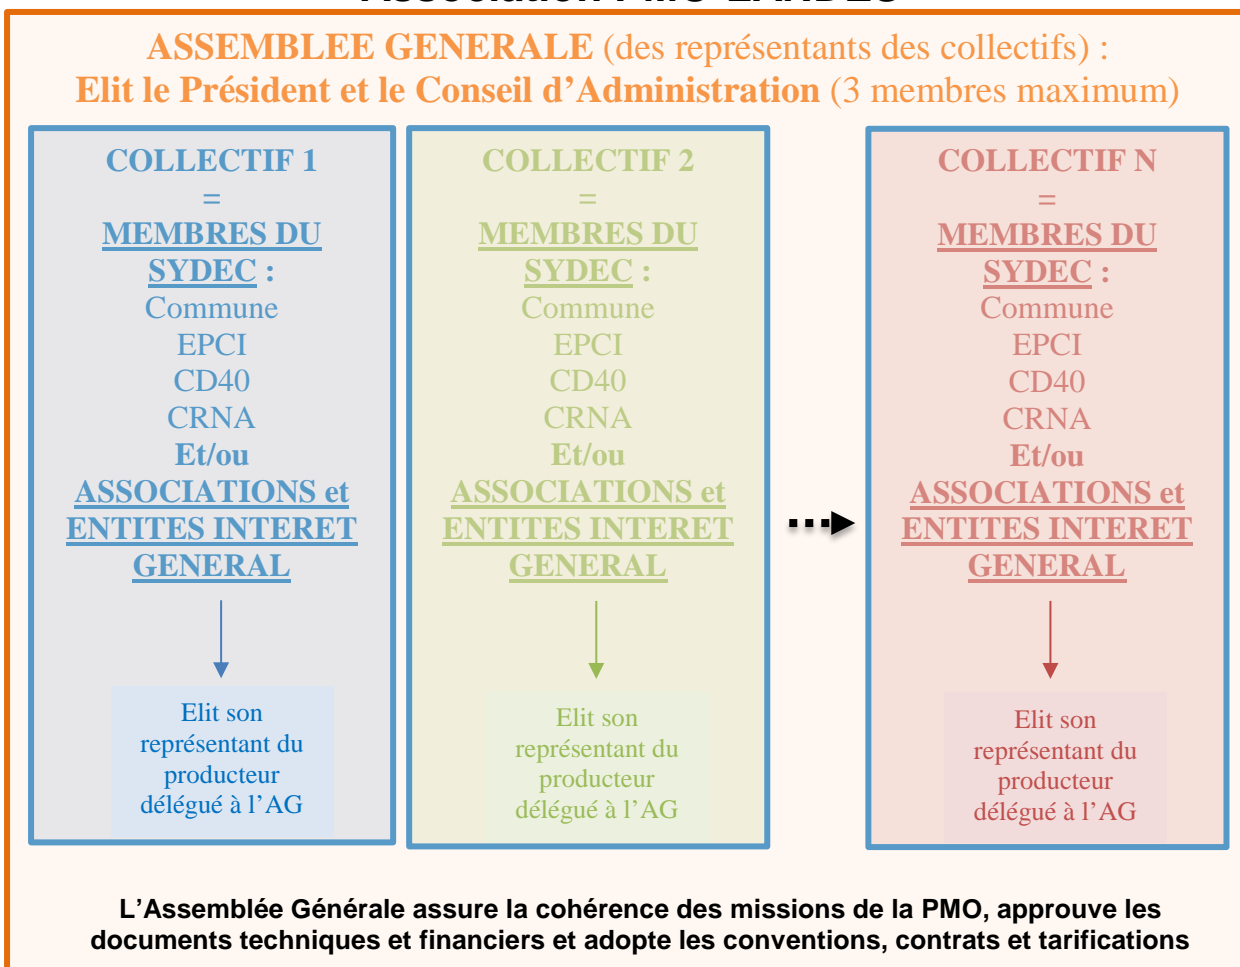 Association PMO LANDES
ASSEMBLEE GENERALE (des représentants des collectifs) :
Elit le Président et le Conseil d’Administration (3 membres maximum)
COLLECTIF 1
=
MEMBRES DU
SYDEC :
Commune
EPCI
CD40
CRNA
Et/ou
ASSOCIATIONS et
ENTITES INTERET
GENERAL
Elit son
représentant du
producteur
délégué à l’AG
COLLECTIF 2
=
MEMBRES DU
SYDEC :
Commune
EPCI
CD40
CRNA
Et/ou
ASSOCIATIONS et
ENTITES INTERET
GENERAL
Elit son
représentant du
producteur
délégué à l’AG
COLLECTIF N
=
MEMBRES DU
SYDEC :
Commune
EPCI
CD40
CRNA
Et/ou
ASSOCIATIONS et
ENTITES INTERET
GENERAL
Elit son
représentant du
producteur
délégué à l’AG
L’Assemblée Générale assure la cohérence des missions de la PMO, approuve les
documents techniques et financiers et adopte les conventions, contrats et tarifications